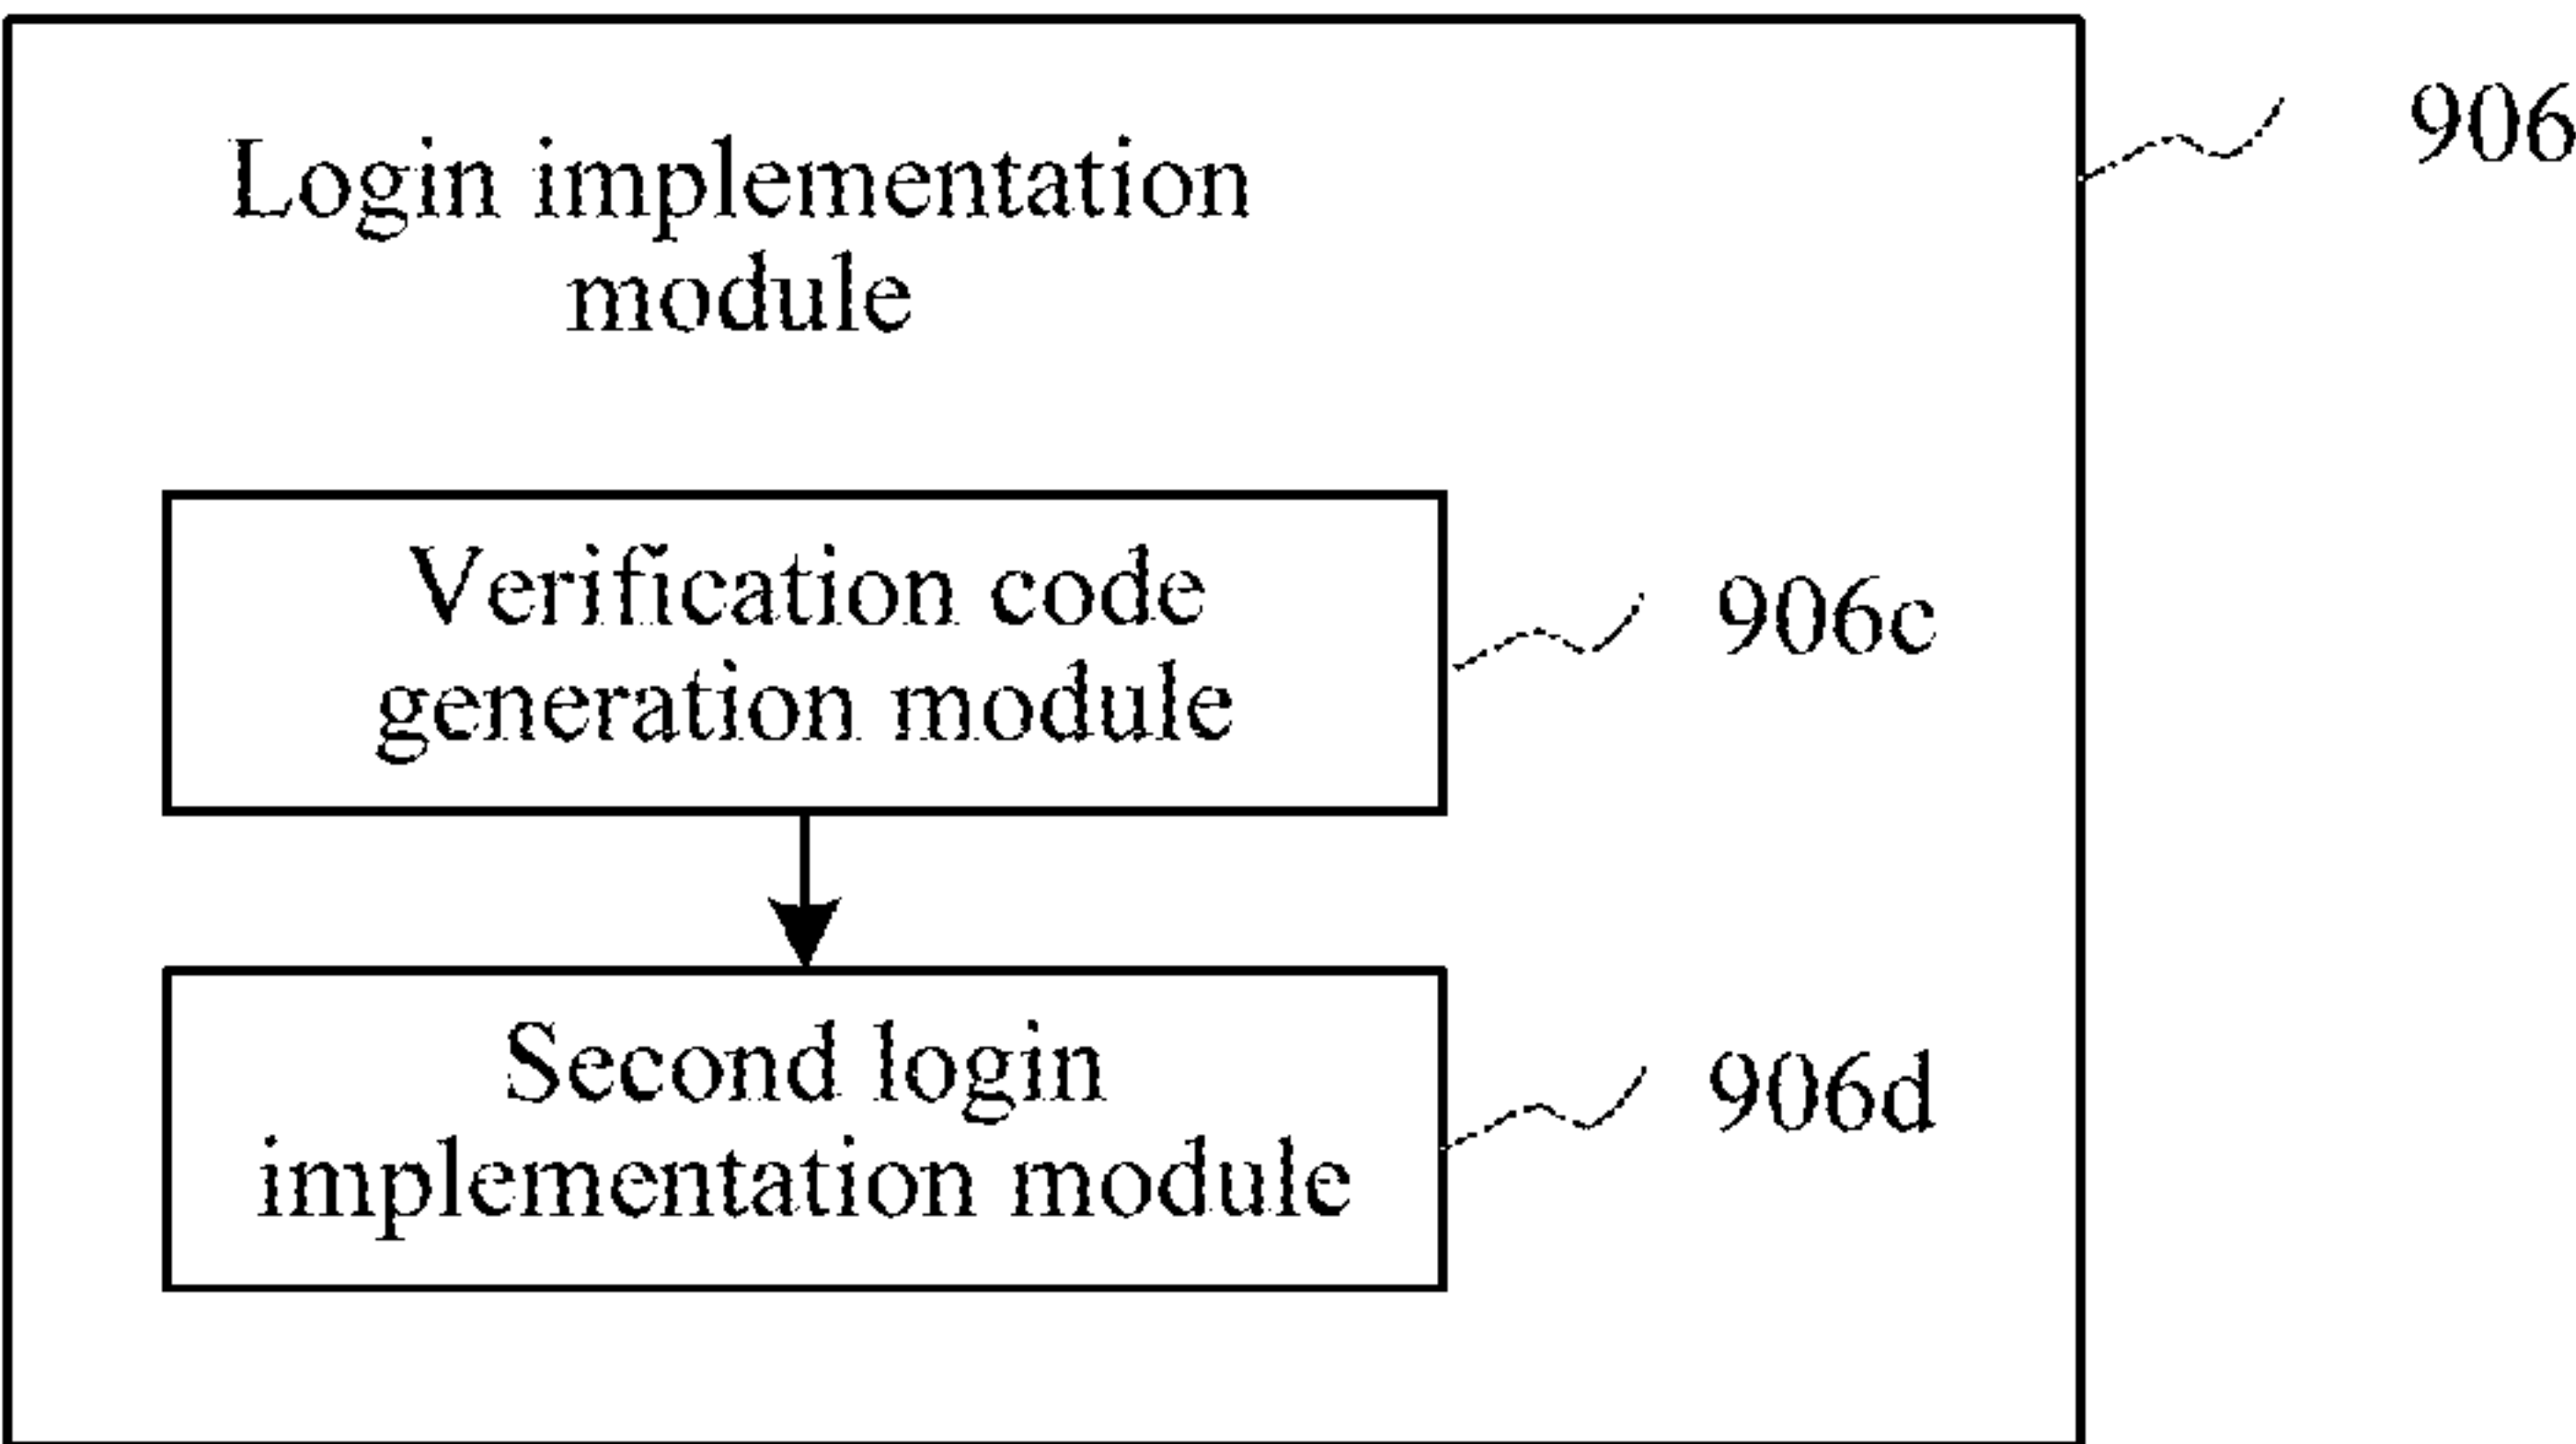 Login implementation
module
906
Verification code
generation module
906c
Second login
implementation module
906d